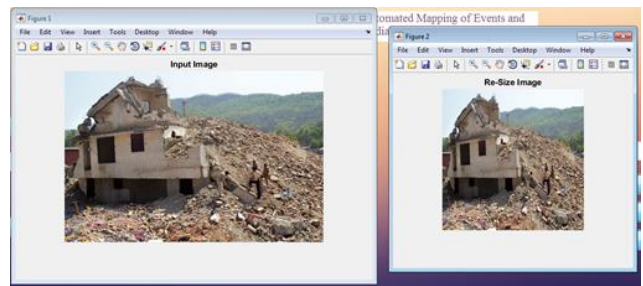 Figure 1
File Edit View Insert Tools Desktop Window Help
Input Image
tomated Mapping of Events and
Figure 2
File Edit View Insert Tools Desktop Window Help
Re-Size Image